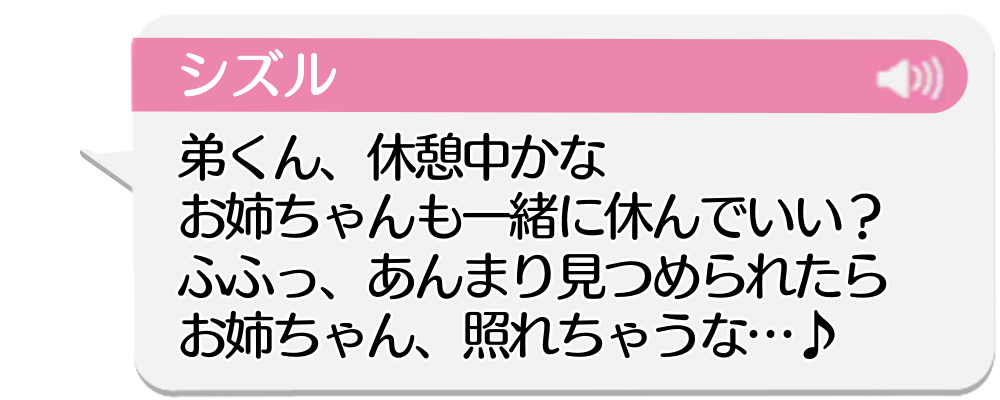 シズル
弟くん、休憩中かな
お姉ちゃんも一緒に休んでいい？
ふふっ、あんまり見つめられたら
お姉ちゃん、照れちゃうな…♪